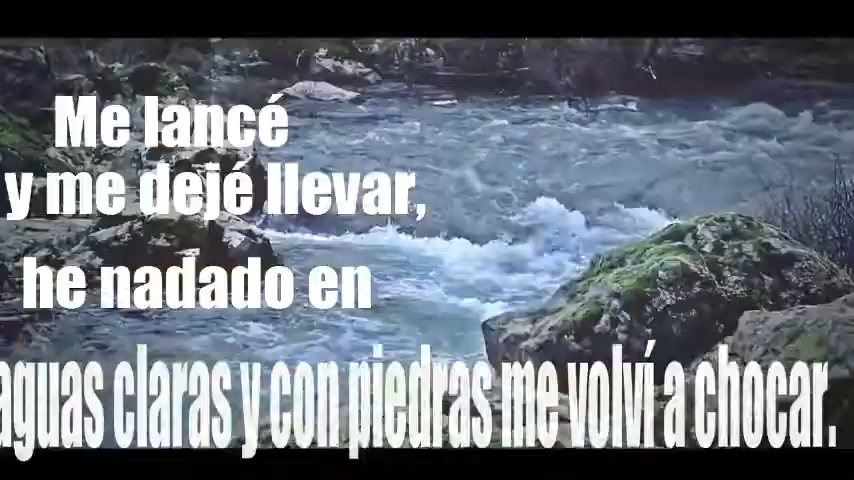 Me lancé
y me dejé llevar,
he nadado en
aguas claras y con piedras me volví a chocar.